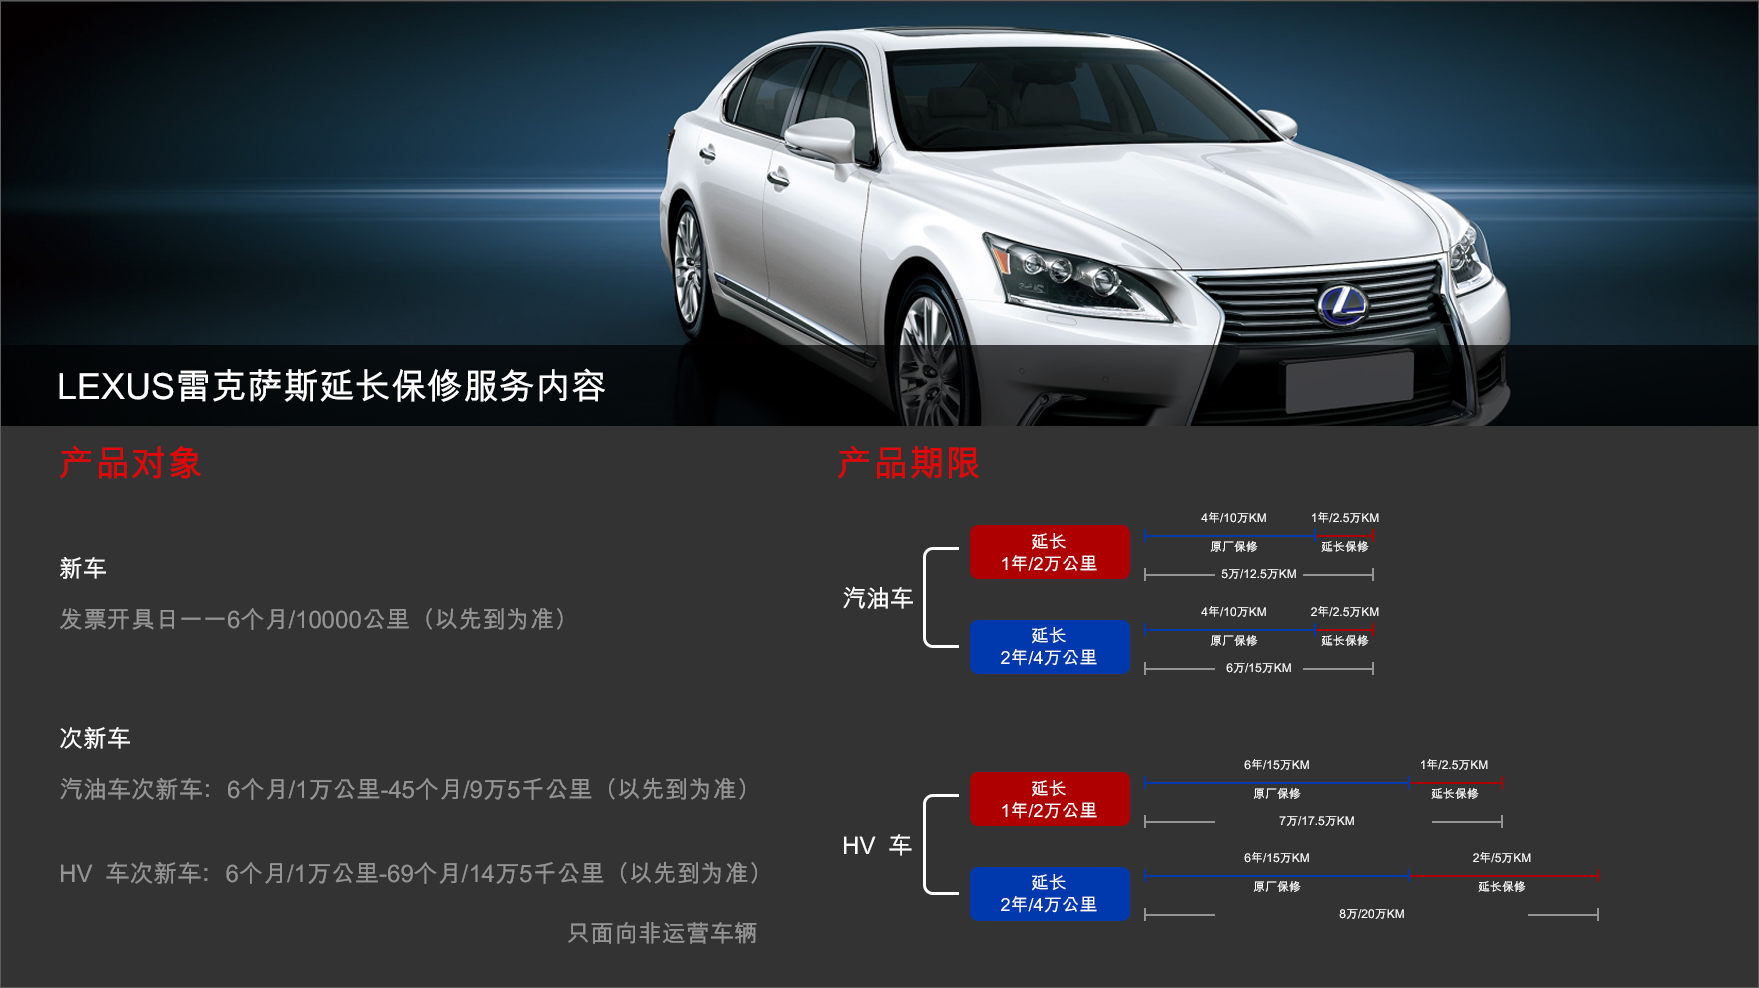 LEXUS雷克萨斯延长保修服务内容
产品对象
新车
发票开具日一一6个月/10000公里（以先到为准）
次新车
汽油车次新车：6个月/1万公里-45个月/9万5千公里（以先到为准）
HV 车次新车：6个月/1万公里-69个月/14万5千公里（以先到为准）
只面向非运营车辆
产品期限
汽油车
延长
1年/2万公里
4年/10万KM
1年/2.5万KM
原厂保修
延长保修
5万/12.5万KM
延长
2年/4万公里
4年/10万KM
2年/2.5万KM
原厂保修
延长保修
6万/15万KM
HV 车
延长
1年/2万公里
6年/15万KM
1年/2.5万KM
原厂保修
延长保修
7万/17.5万KM
延长
2年/4万公里
6年/15万KM
2年/5万KM
原厂保修
延长保修
8万/20万KM